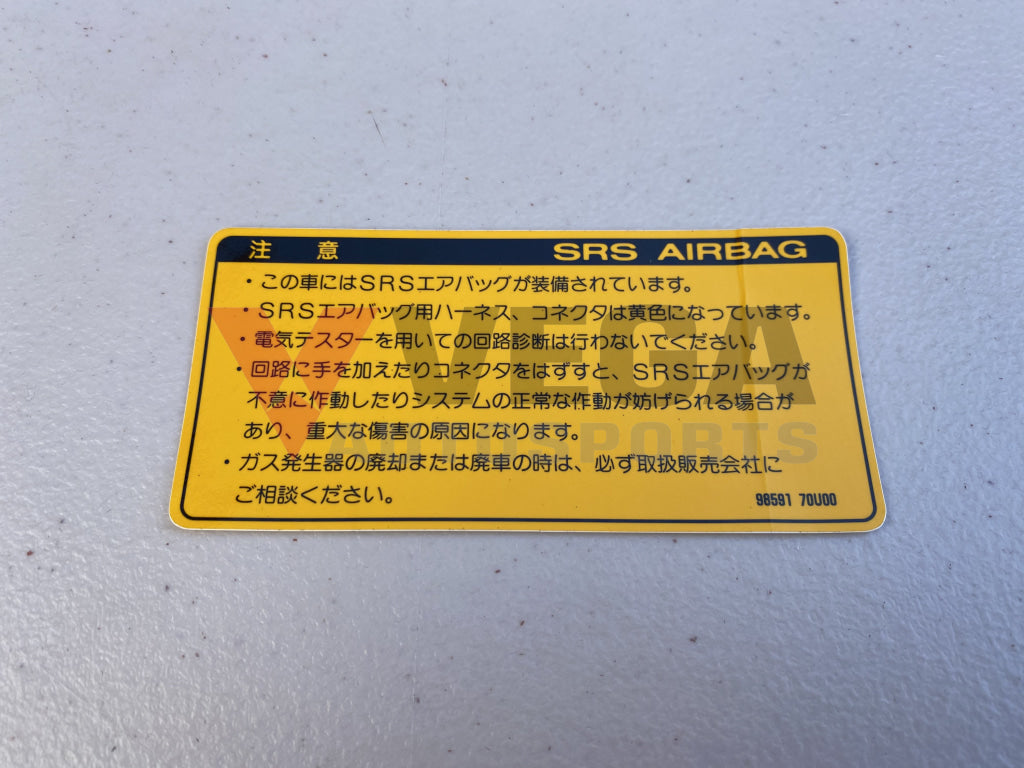 注 意 SRS AIRBAG
・この車にはSRSエアバッグが装備されています。
・SRSエアバッグ用ハーネス、コネクタは黄色になっています。
・電気テスターを用いての回路診断は行わないでください。
・回路に手を加えたりコネクタをはずすと、SRSエアバッグが
不意に作動したりシステムの正常な作動が妨げられる場合が
あり、重大な傷害の原因になります。
・ガス発生器の廃却または廃車の時は、必ず取扱販売会社に
ご相談ください。
98591 70U00
VEGA
AUTOSPORTS